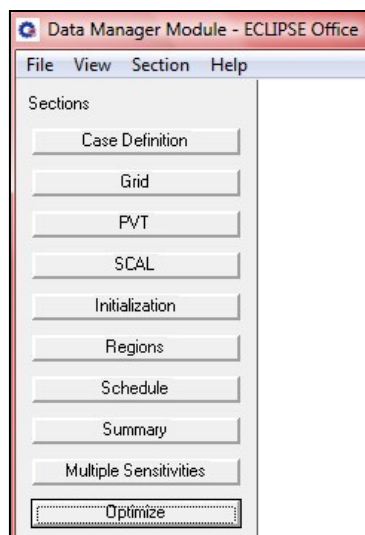 Data Manager Module - ECLIPSE Office
File View Section Help
Sections
Case Definition
Grid
PVT
SCAL
Initialization
Regions
Schedule
Summary
Multiple Sensitivities
Optimize